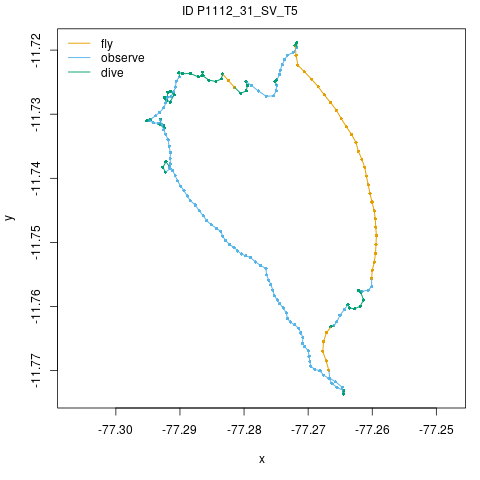 ID P1112_31_SV_T5
fly
observe
dive
y
-11.72
-11.73
-11.74
-11.75
-11.76
-11.77
-77.30
-77.29
-77.28
-77.27
-77.26
-77.25
x